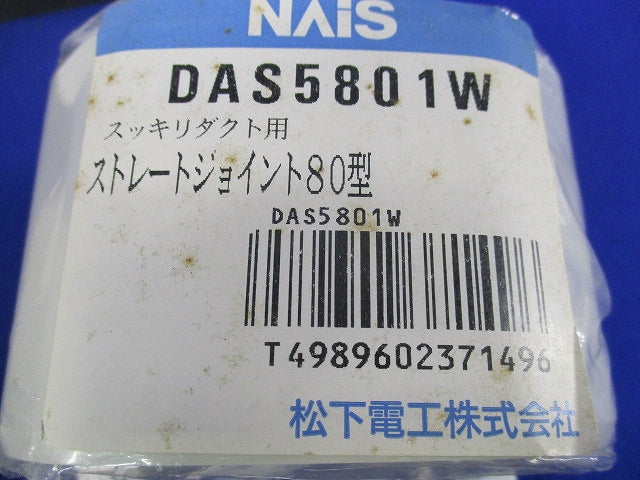 NAiS
DAS5801W
スッキリダクト用
ストレートジョイント80型
DAS5801W
T4989602371496
松下電工株式会社